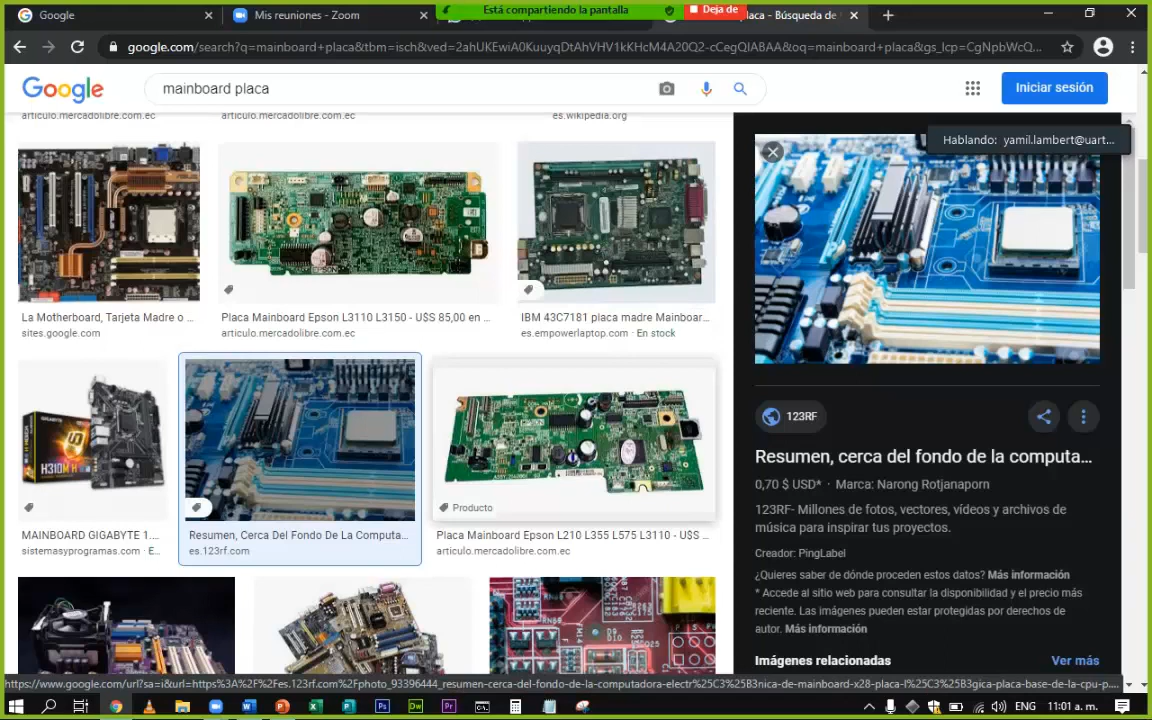 Google
Mis reuniones - Zoom
Está compartiendo la pantalla
Deja de
placa - Búsqueda de
google.com/search?q=mainboard+placa&tbm=isch&ved=2ahUKEwiA0KuuyqDtAhVHV1kKHcM4A20Q2-cCegQIABAA&oq=mainboard+placa&gs_lcp=CgNpbWcQ...
Google
mainboard placa
Iniciar sesión
articulo.mercadolibre.com.ec
articulo.mercadolibre.com.ec
es.wikipedia.org
Hablando: yamil.lambert@uart...
La Motherboard, Tarjeta Madre o ...
sites.google.com
Placa Mainboard Epson L3110 L3150 - U$S 85,00 en ...
articulo.mercadolibre.com.ec
IBM 43C7181 placa madre Mainboar...
es.empowerlaptop.com · En stock
GIGABYTE
H310M H
MAINBOARD GIGABYTE 1....
sistemasyprogramas.com · E...
Resumen, Cerca Del Fondo De La Computa...
es.123rf.com
Producto
Placa Mainboard Epson L210 L355 L575 L3110 - U$S ...
articulo.mercadolibre.com.ec
123RF
Resumen, cerca del fondo de la computa...
0,70 $ USD* · Marca: Narong Rotjanaporn
123RF- Millones de fotos, vectores, vídeos y archivos de
música para inspirar tus proyectos.
Creador: PingLabel
¿Quieres saber de dónde proceden estos datos? Más información
* Accede al sitio web para consultar la disponibilidad y el precio más
reciente. Las imágenes pueden estar protegidas por derechos de
autor. Más información
Imágenes relacionadas
Ver más
https://www.google.com/url?sa=i&url=https%3A%2F%2Fes.123rf.com%2Fphoto_93396444_resumen-cerca-del-fondo-de-la-computadora-electr%25C3%25B3nica-de-mainboard-x28-placa-l%25C3%25B3gica-placa-base-de-la-cpu-p....
ENG
11:01 a. m.